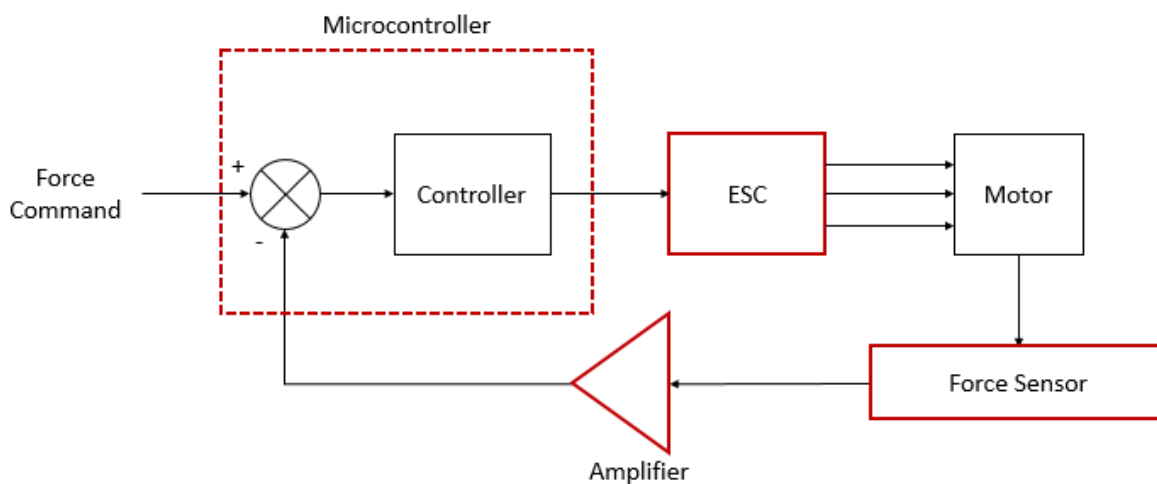 Microcontroller
Force
Command
+
-
Controller
ESC
Motor
Force Sensor
Amplifier